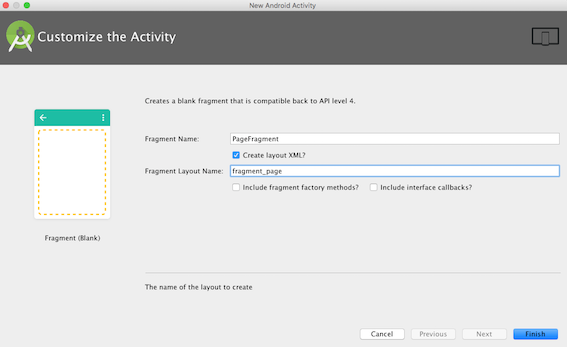 New Android Activity
Customize the Activity
Creates a blank fragment that is compatible back to API level 4.
Fragment Name: PageFragment
Create layout XML?
Fragment Layout Name: fragment_page
Include fragment factory methods? Include interface callbacks?
Fragment (Blank)
The name of the layout to create
Cancel Previous Next Finish